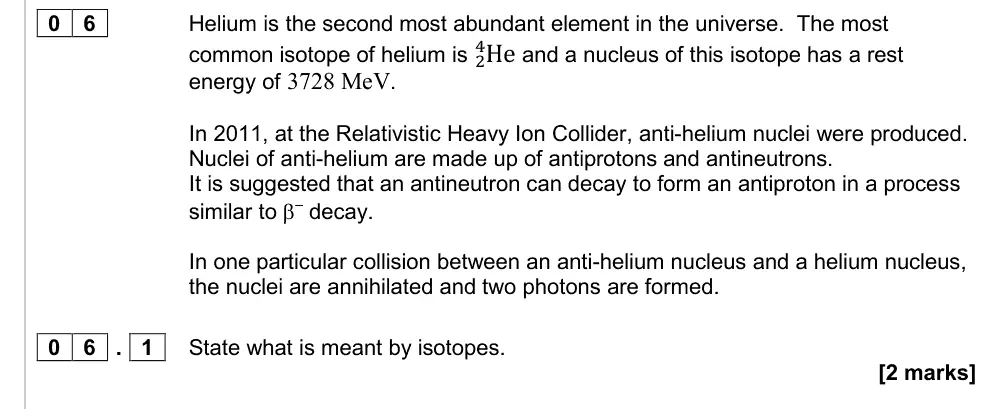 0 6 Helium is the second most abundant element in the universe.  The most
common isotope of helium is ⁴₂He and a nucleus of this isotope has a rest
energy of 3728 MeV.
In 2011, at the Relativistic Heavy Ion Collider, anti-helium nuclei were produced.
Nuclei of anti-helium are made up of antiprotons and antineutrons.
It is suggested that an antineutron can decay to form an antiproton in a process
similar to β⁻ decay.
In one particular collision between an anti-helium nucleus and a helium nucleus,
the nuclei are annihilated and two photons are formed.
0 6 . 1 State what is meant by isotopes.
[2 marks]